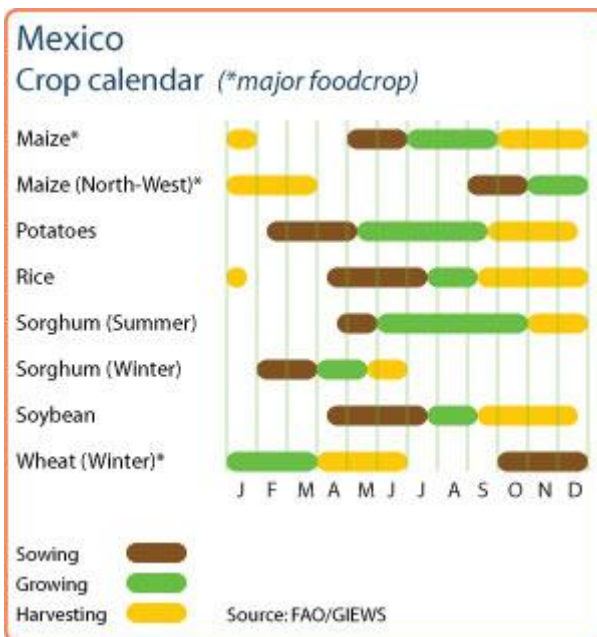 Mexico
Crop calendar (*major foodcrop)
Maize*
Maize (North-West)*
Potatoes
Rice
Sorghum (Summer)
Sorghum (Winter)
Soybean
Wheat (Winter)*
J F M A M J J A S O N D
Sowing
Growing
Harvesting
Source: FAO/GIEWS